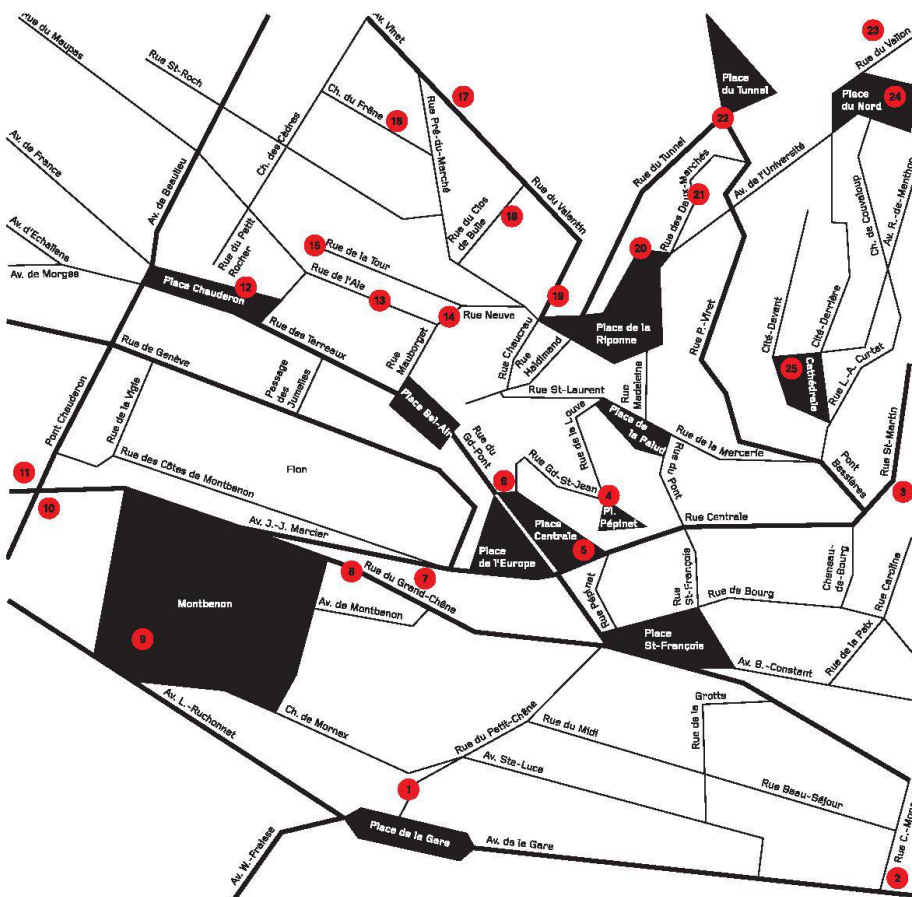 Rue du Maupas
Rue St-Roch
Av. de France
Av. d'Echallens
Av. de Morges
Av. de Beaulieu
Ch. des Cèdres
Av. Vinet
17
Ch. du Frêne
16
Rue Pré-du-Marché
Rue du Clos
de Bulle
18
Rue du Valentin
Rue du Petit
Rocher
15
Rue de la Tour
Rue de l'Ale
13
14
12
Place Chauderon
Rue Neuve
Rue
Mauborget
Rue des Terreaux
Rue de Genève
Passage
des
Jumelles
Pont Chauderon
Rue de la Vigie
Place Bel-Air
Rue du
Gd-Pont
Rue Chaucrau
Rue
Haldimand
19
Place de la
Riponne
20
Rue du Tunnel
Rue des Deux-Marchés
21
22
Place
du Tunnel
Av. de l'Université
23
Rue du Vallon
Place
du Nord
24
Ch. de Couvaloup
Av. R.-de-Menthon
Rue P.-Viret
Cité-Devant
Cité-Derrière
25
Cathédrale
Rue L.-A. Curtat
Rue St-Laurent
Rue
Madeleine
Place de
la Palud
Rue de la Louve
Rue de la Mercerie
Rue du Pont
Pont
Bessières
Rue St-Martin
3
Rue des Côtes de Montbenon
Flon
11
10
Av. J.-J. Mercier
6
Rue Gd-St-Jean
4
Pl.
Pépinet
Place
Centrale
5
Place
de l'Europe
Rue Centrale
Rue Pépinet
Rue
St-François
Cheneau-
de-Bourg
Rue Caroline
Rue de Bourg
8
7
Rue du Grand-Chêne
Av. de Montbenon
Montbenon
9
Place
St-François
Av. B.-Constant
Rue de la Paix
Av. L.-Ruchonnet
Ch. de Mornex
Rue du Petit-Chêne
Rue du Midi
Rue de la
Grotte
Av. Ste-Luce
Rue Beau-Séjour
1
Place de la Gare
Av. de la Gare
Av. W.-Fraisse
2